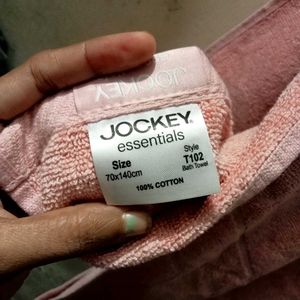 JOCKEY
JOCKEY
essentials
Size
70x140cm
Style
T102
Bath Towel
100% COTTON